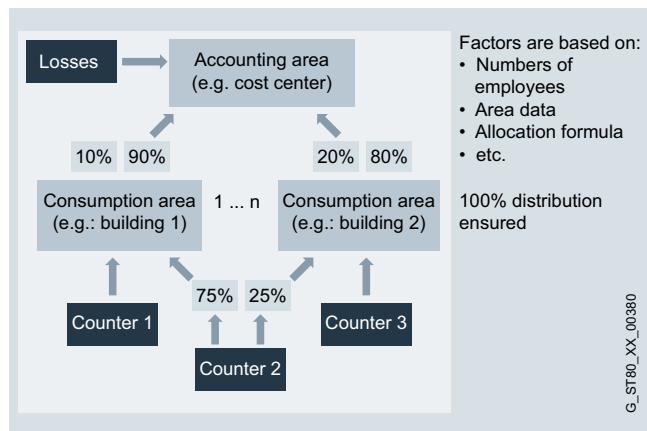 Losses
Accounting area
(e.g. cost center)
10% 90%
20% 80%
Consumption area
(e.g.: building 1)
1 ... n
Consumption area
(e.g.: building 2)
75% 25%
Counter 1
Counter 2
Counter 3
Factors are based on:
• Numbers of
employees
• Area data
• Allocation formula
• etc.
100% distribution
ensured
G_ST80_XX_00380